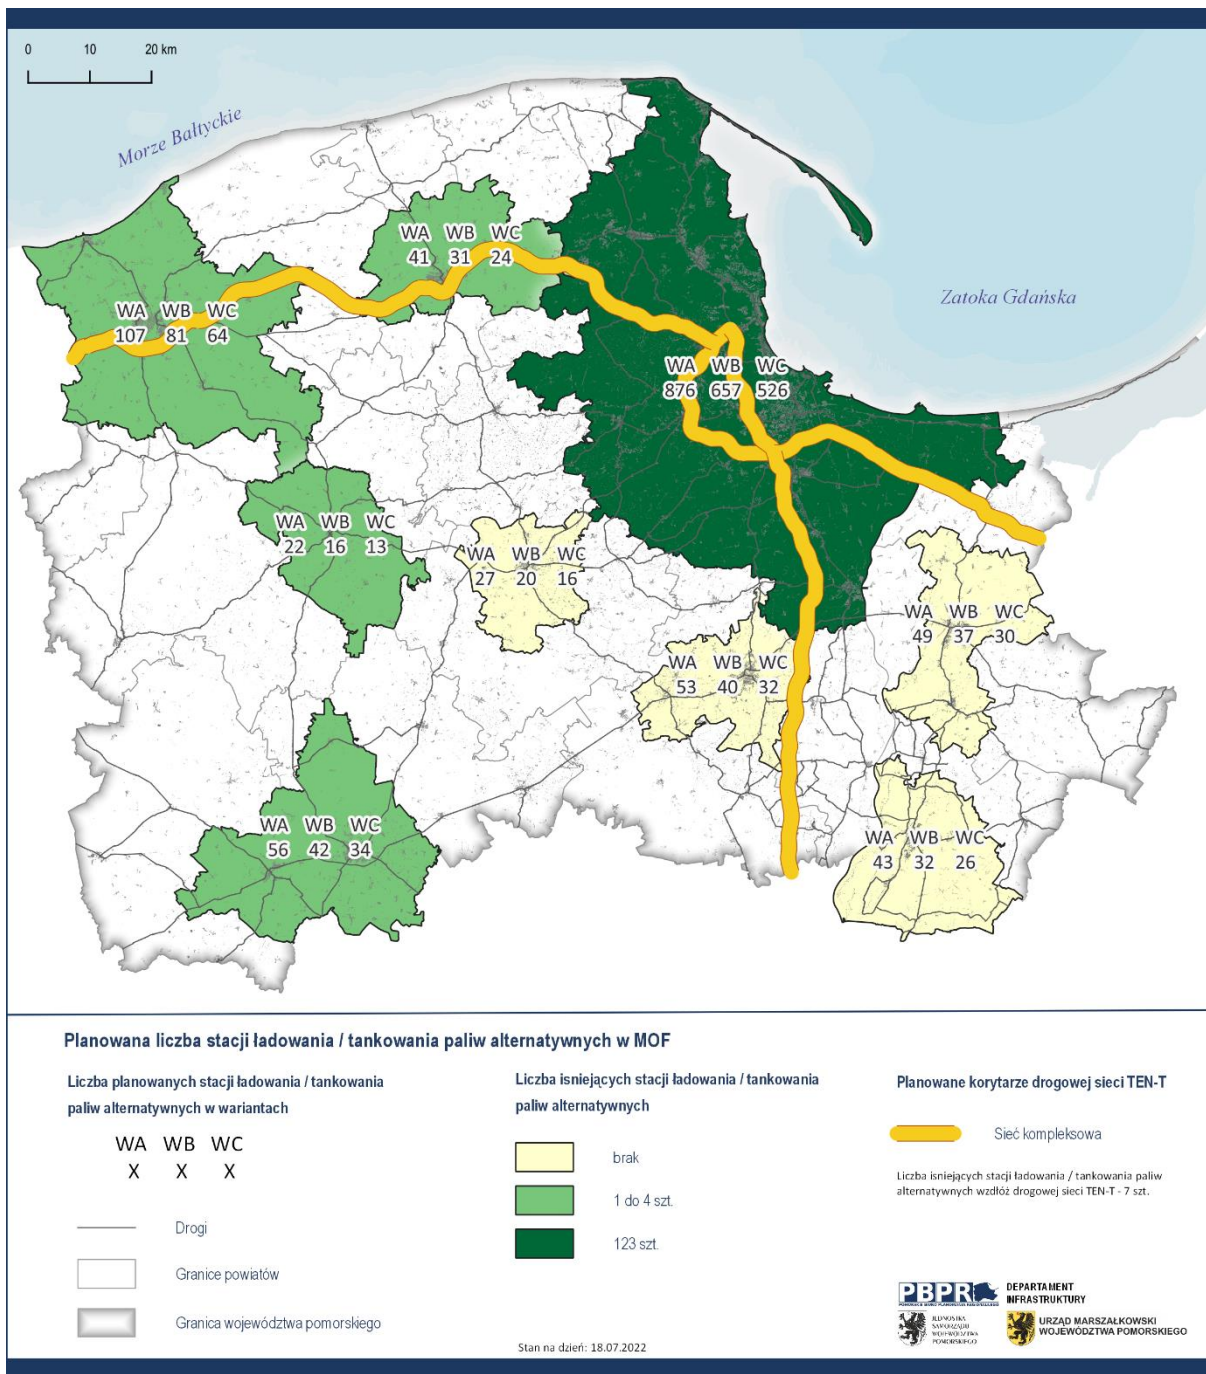 0 10 20 km
Morze Bałtyckie
Zatoka Gdańska
WA WB WC
41 31 24
WA WB WC
107 81 64
WA WB WC
876 657 526
WA WB WC
22 16 13
WA WB WC
27 20 16
WA WB WC
49 37 30
WA WB WC
53 40 32
WA WB WC
56 42 34
WA WB WC
43 32 26
Planowana liczba stacji ładowania / tankowania paliw alternatywnych w MOF
Liczba planowanych stacji ładowania / tankowania
paliw alternatywnych w wariantach
WA WB WC
X X X
Drogi
Granice powiatów
Granica województwa pomorskiego
Liczba isniejących stacji ładowania / tankowania
paliw alternatywnych
brak
1 do 4 szt.
123 szt.
Stan na dzień: 18.07.2022
Planowane korytarze drogowej sieci TEN-T
Sieć kompleksowa
Liczba isniejących stacji ładowania / tankowania paliw
alternatywnych wzdłóż drogowej sieci TEN-T - 7 szt.
PBPR
DEPARTAMENT
INFRASTRUKTURY
JEDNOSTKA
SAMORZĄDU
WOJEWÓDZTWA
POMORSKIEGO
URZĄD MARSZAŁKOWSKI
WOJEWÓDZTWA POMORSKIEGO